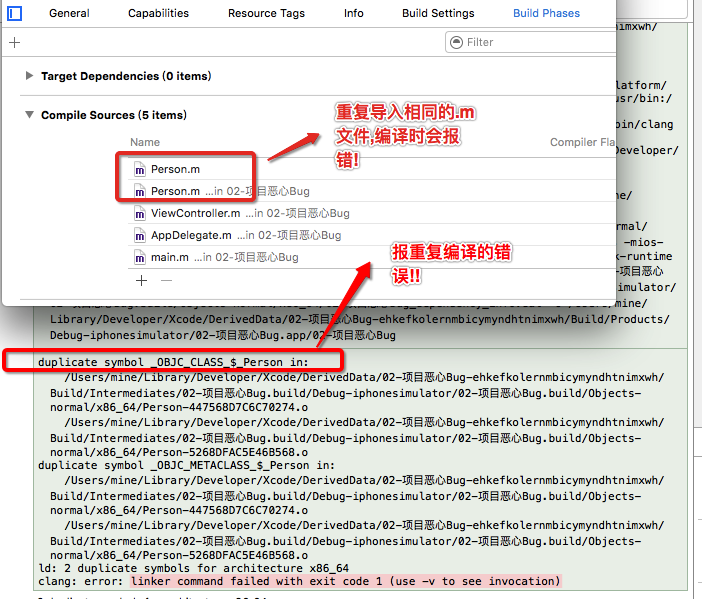 General Capabilities Resource Tags Info Build Settings Build Phases
Filter
Target Dependencies (0 items)
Compile Sources (5 items)
Name
Compiler Fla
Person.m
Person.m ...in 02-项目恶心Bug
ViewController.m ...in 02-项目恶心Bug
AppDelegate.m ...in 02-项目恶心Bug
main.m ...in 02-项目恶心Bug
重复导入相同的.m
文件,编译时会报
错!
报重复编译的错
误!!
imxwh/
latform/
usr/bin:/
bin/clang
Developer/
ne/
rmal/
-mios-
k-runtime
-项目恶心
simulator/
mine/
Library/Developer/Xcode/DerivedData/02-项目恶心Bug-ehkefkolernmbicymyndhtnimxwh/Build/Products/
Debug-iphonesimulator/02-项目恶心Bug.app/02-项目恶心Bug
duplicate symbol _OBJC_CLASS_$_Person in:
/Users/mine/Library/Developer/Xcode/DerivedData/02-项目恶心Bug-ehkefkolernmbicymyndhtnimxwh/
Build/Intermediates/02-项目恶心Bug.build/Debug-iphonesimulator/02-项目恶心Bug.build/Objects-
normal/x86_64/Person-447568D7C6C70274.o
/Users/mine/Library/Developer/Xcode/DerivedData/02-项目恶心Bug-ehkefkolernmbicymyndhtnimxwh/
Build/Intermediates/02-项目恶心Bug.build/Debug-iphonesimulator/02-项目恶心Bug.build/Objects-
normal/x86_64/Person-5268DFAC5E46B568.o
duplicate symbol _OBJC_METACLASS_$_Person in:
/Users/mine/Library/Developer/Xcode/DerivedData/02-项目恶心Bug-ehkefkolernmbicymyndhtnimxwh/
Build/Intermediates/02-项目恶心Bug.build/Debug-iphonesimulator/02-项目恶心Bug.build/Objects-
normal/x86_64/Person-447568D7C6C70274.o
/Users/mine/Library/Developer/Xcode/DerivedData/02-项目恶心Bug-ehkefkolernmbicymyndhtnimxwh/
Build/Intermediates/02-项目恶心Bug.build/Debug-iphonesimulator/02-项目恶心Bug.build/Objects-
normal/x86_64/Person-5268DFAC5E46B568.o
ld: 2 duplicate symbols for architecture x86_64
clang: error: linker command failed with exit code 1 (use -v to see invocation)